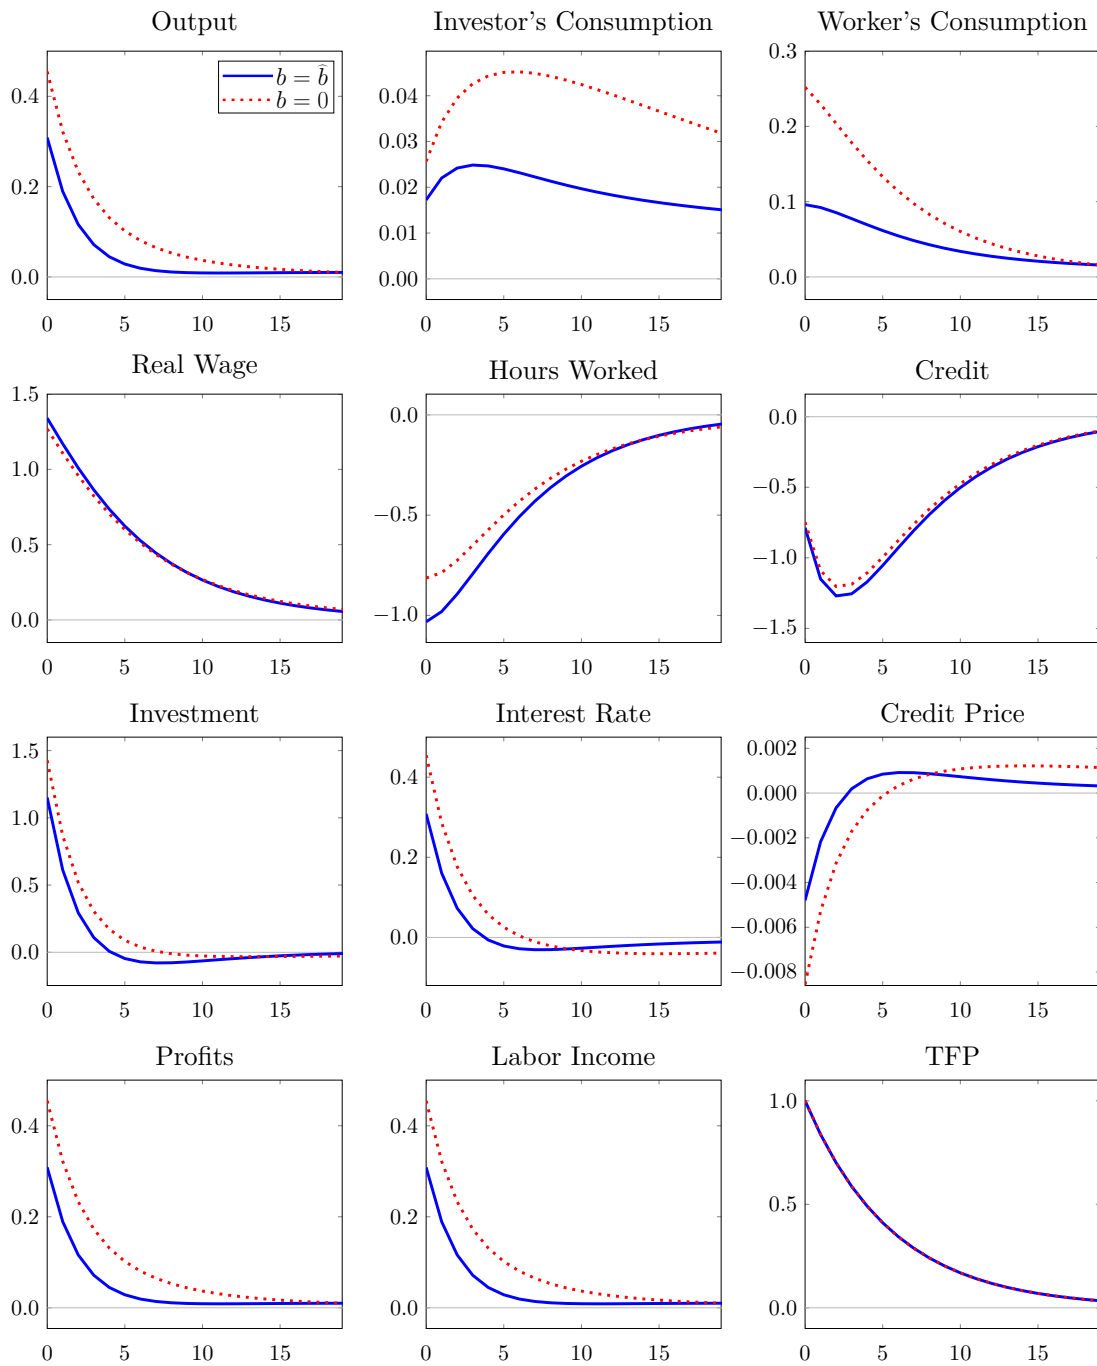 Output
Investor's Consumption
Worker's Consumption
0.4
0.2
0.0
0 5 10 15
b = b̂
b = 0
0.04
0.03
0.02
0.01
0.00
0 5 10 15
0.3
0.2
0.1
0.0
0 5 10 15
Real Wage
Hours Worked
Credit
1.5
1.0
0.5
0.0
0 5 10 15
0.0
−0.5
−1.0
0 5 10 15
0.0
−0.5
−1.0
−1.5
0 5 10 15
Investment
Interest Rate
Credit Price
1.5
1.0
0.5
0.0
0 5 10 15
0.4
0.2
0.0
0 5 10 15
0.002
0.000
−0.002
−0.004
−0.006
−0.008
0 5 10 15
Profits
Labor Income
TFP
0.4
0.2
0.0
0 5 10 15
0.4
0.2
0.0
0 5 10 15
1.0
0.5
0.0
0 5 10 15